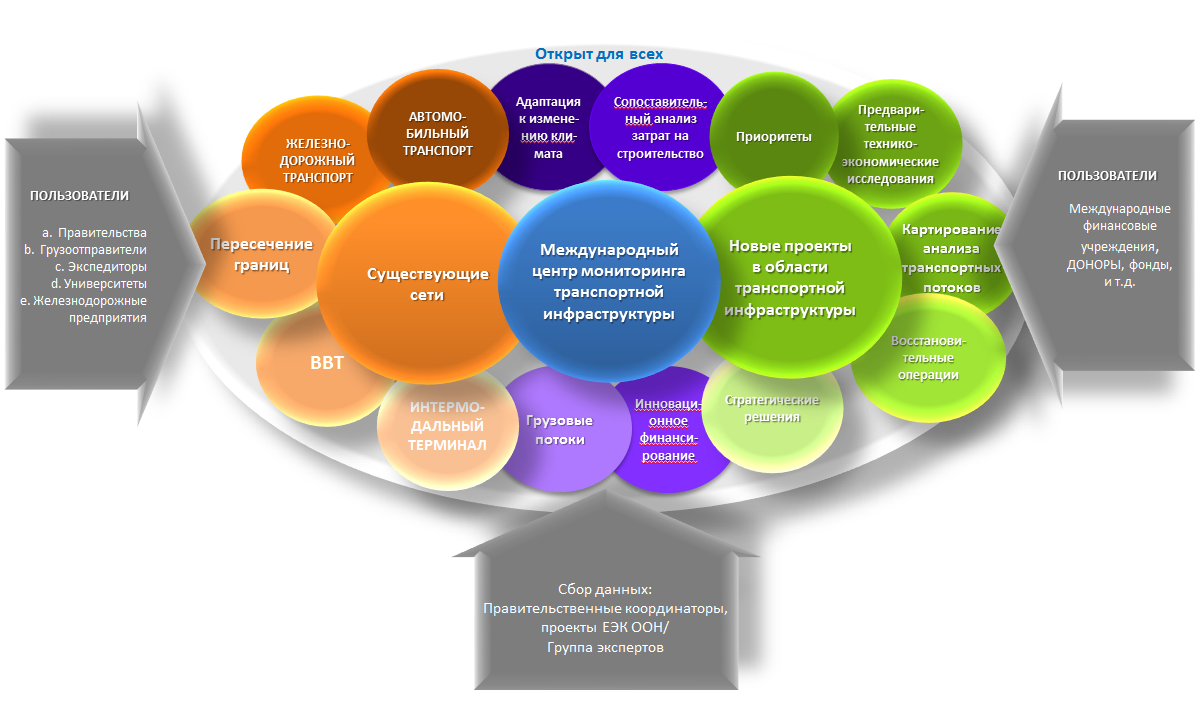 Открыт для всех
ЖЕЛЕЗНО-
ДОРОЖНЫЙ
ТРАНСПОРТ
АВТОМО-
БИЛЬНЫЙ
ТРАНСПОРТ
Адаптация
к измене-
нию кли-
мата
Сопоставитель-
ный анализ
затрат на
строительство
Приоритеты
Предвари-
тельные
технико-
экономические
исследования
ПОЛЬЗОВАТЕЛИ
a. Правительства
b. Грузоотправители
c. Экспедиторы
d. Университеты
e. Железнодорожные
предприятия
Пересечение
границ
Существующие
сети
Международный
центр мониторинга
транспортной
инфраструктуры
Новые проекты
в области
транспортной
инфраструктуры
Картирование
анализа
транспортных
потоков
ПОЛЬЗОВАТЕЛИ
Международные
финансовые
учреждения,
ДОНОРЫ, фонды,
и т.д.
ВВТ
ИНТЕРМО-
ДАЛЬНЫЙ
ТЕРМИНАЛ
Грузовые
потоки
Инноваци-
онное
финанси-
рование
Стратегические
решения
Восстанови-
тельные
операции
Сбор данных:
Правительственные координаторы,
проекты ЕЭК ООН/
Группа экспертов